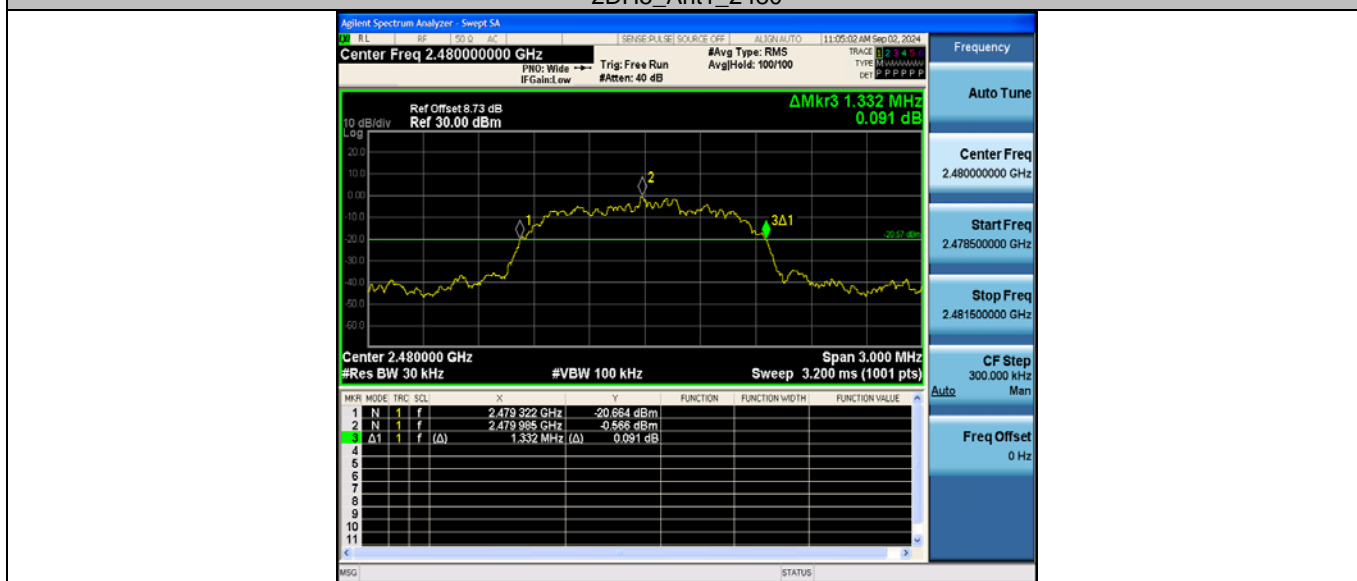 2DH5_Ant1_2480
Agilent Spectrum Analyzer - Swept SA
RL RF 50 Ω AC SENSE:PULSE SOURCE OFF ALIGN AUTO 11:05:02 AM Sep 02, 2024
Center Freq 2.480000000 GHz
PNO: Wide
IFGain:Low
Trig: Free Run
#Atten: 40 dB
#Avg Type: RMS
Avg|Hold: 100/100
TRACE 1 2 3 4 5 6
TYPE M
DET P P P P P P
Frequency
Auto Tune
Center Freq
2.480000000 GHz
Start Freq
2.478500000 GHz
Stop Freq
2.481500000 GHz
CF Step
300.000 kHz
Auto Man
Freq Offset
0 Hz
ΔMkr3 1.332 MHz
0.091 dB
Ref Offset 8.73 dB
10 dB/div Ref 30.00 dBm
Log
20.0
10.0
0.00
-10.0
-20.0
-30.0
-40.0
-50.0
-60.0
1
2
3Δ1
-20.57 dBm
Center 2.480000 GHz Span 3.000 MHz
#Res BW 30 kHz #VBW 100 kHz Sweep 3.200 ms (1001 pts)
MKR MODE TRC SCL X Y FUNCTION FUNCTION WIDTH FUNCTION VALUE
1 N 1 f 2.479 322 GHz -20.664 dBm
2 N 1 f 2.479 985 GHz -0.566 dBm
3 Δ1 1 f (Δ) 1.332 MHz (Δ) 0.091 dB
4
5
6
7
8
9
10
11
MSG STATUS